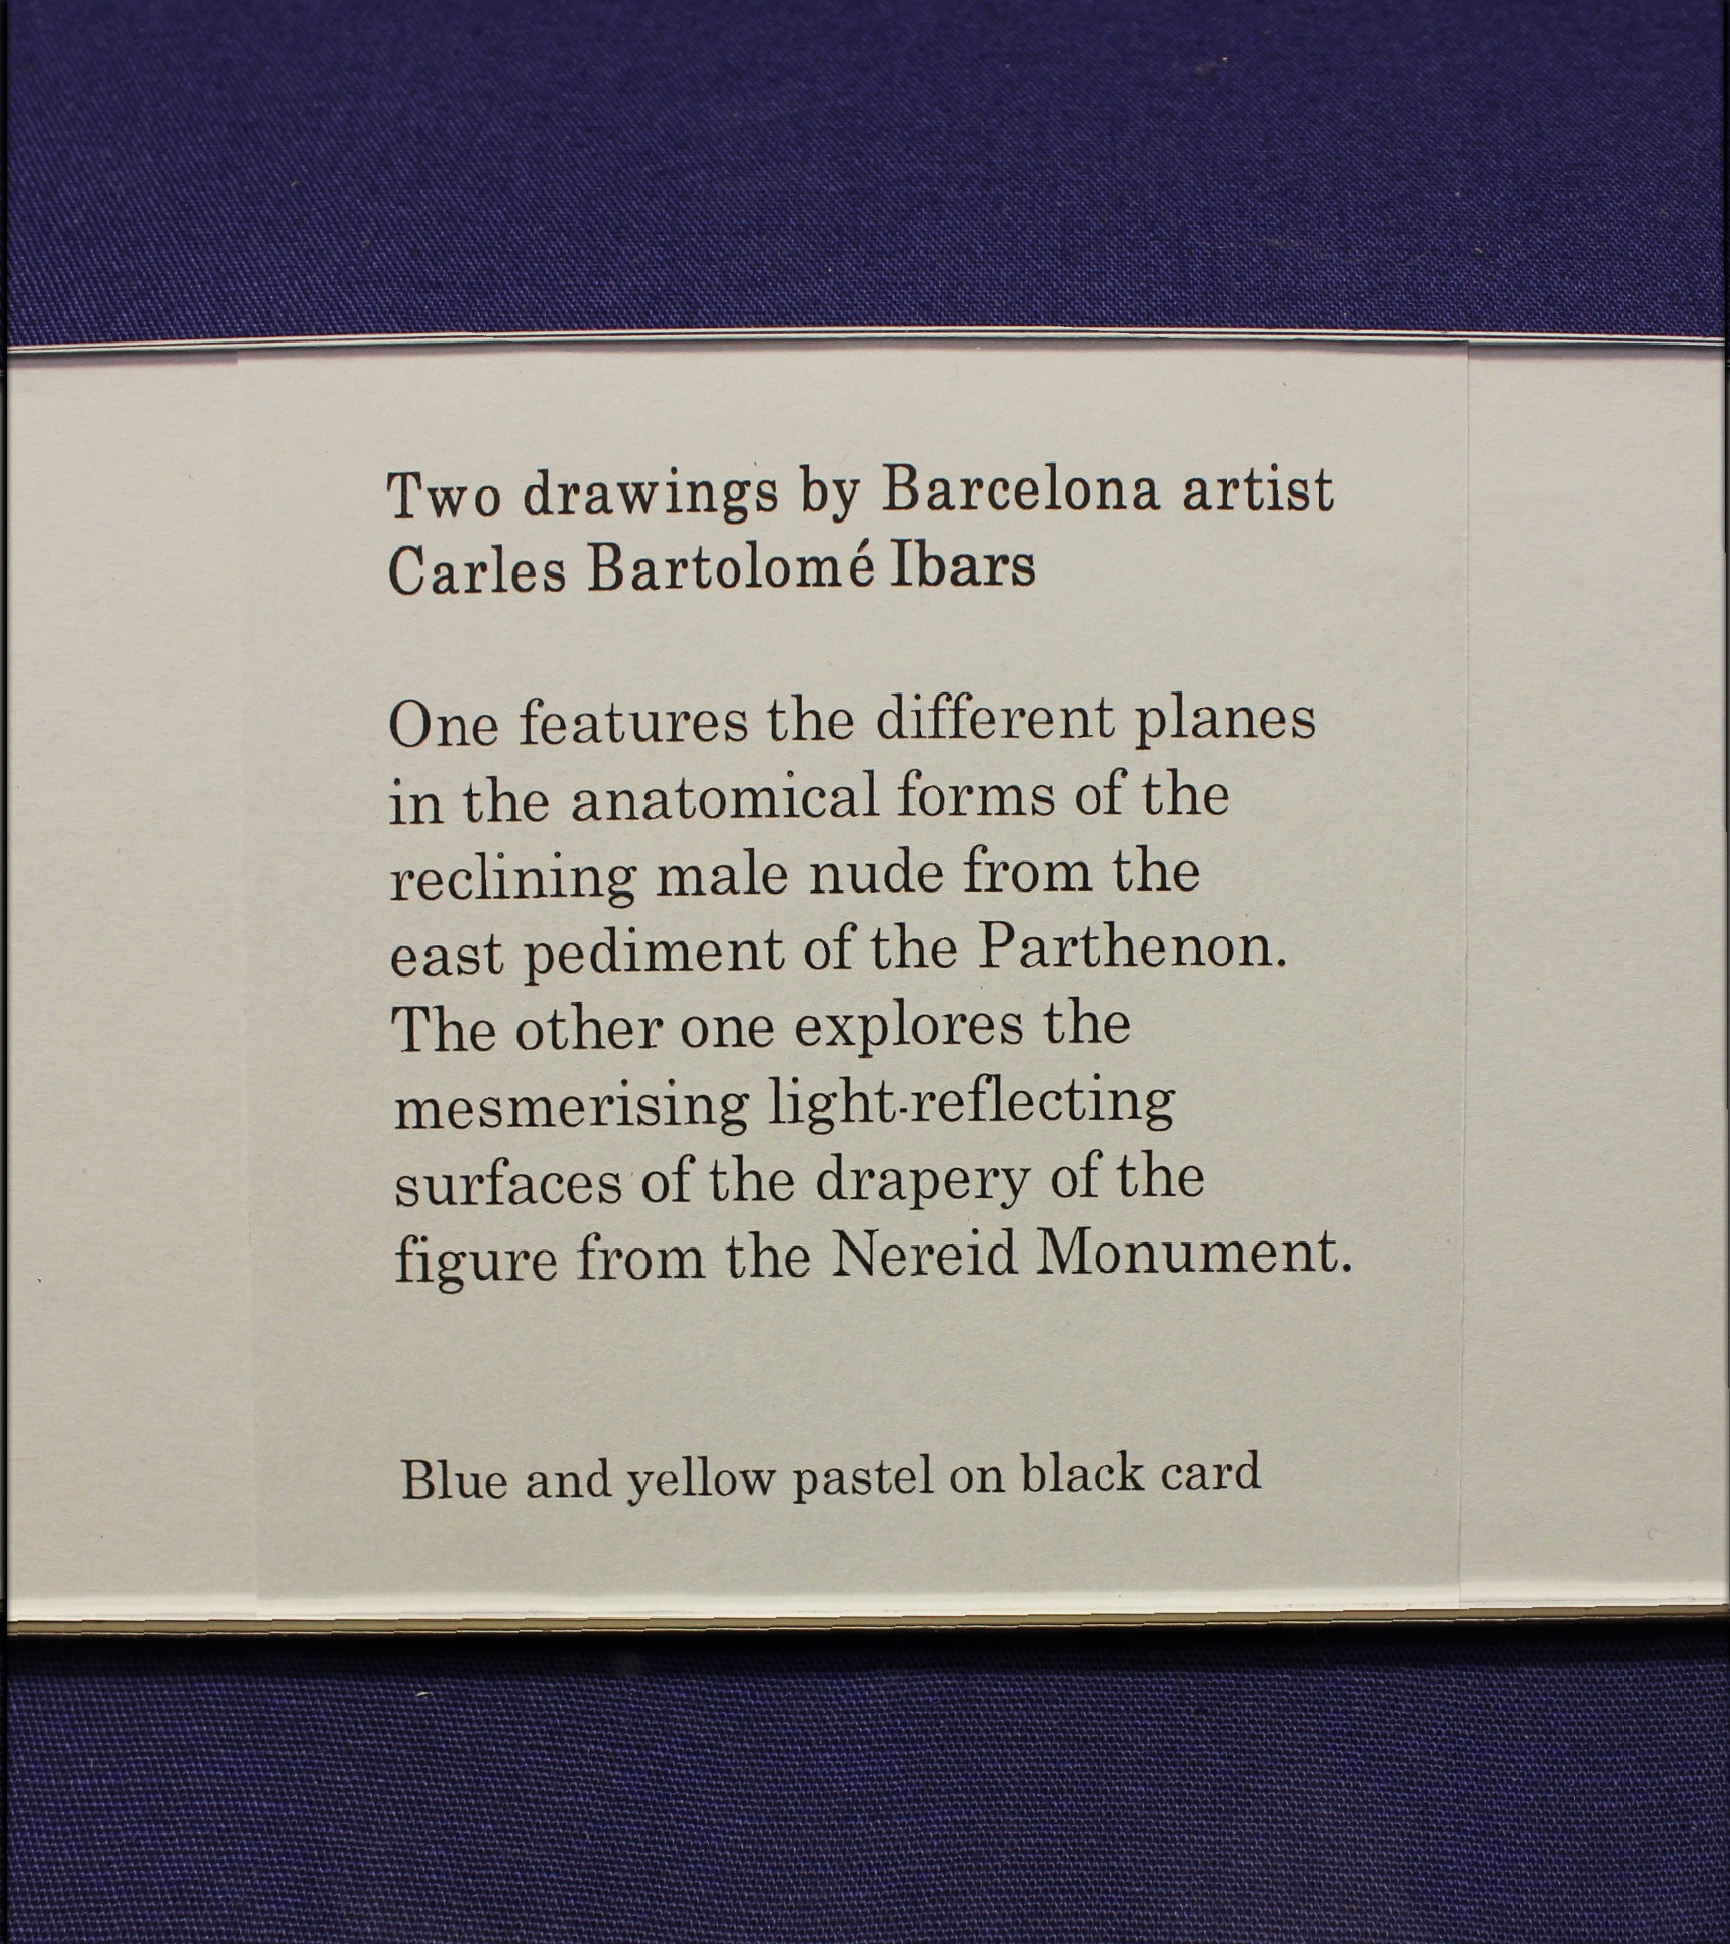 Two drawings by Barcelona artist
Carles Bartolomé Ibars
One features the different planes
in the anatomical forms of the
reclining male nude from the
east pediment of the Parthenon.
The other one explores the
mesmerising light-reflecting
surfaces of the drapery of the
figure from the Nereid Monument.
Blue and yellow pastel on black card